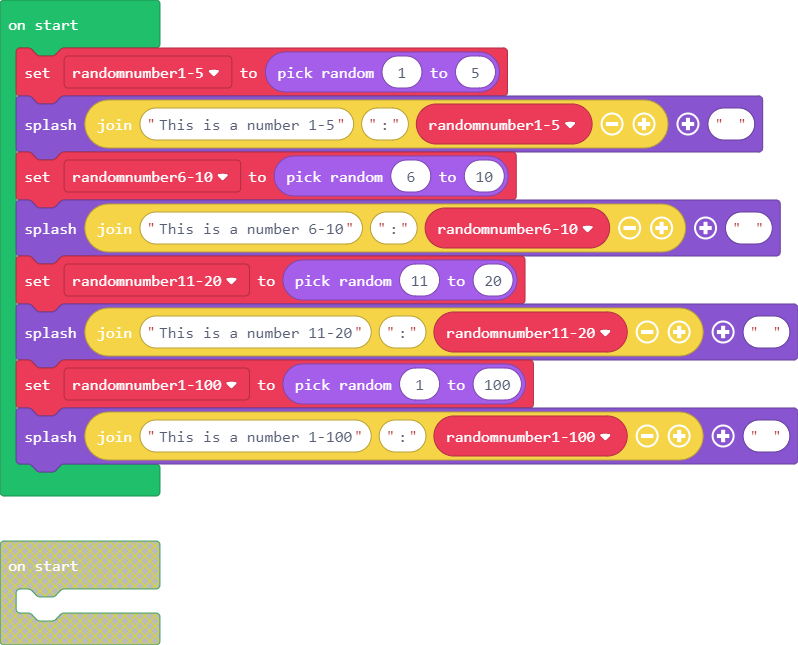 on start
set randomnumber1-5 to pick random 1 to 5
splash join "This is a number 1-5" ":" randomnumber1-5 " "
set randomnumber6-10 to pick random 6 to 10
splash join "This is a number 6-10" ":" randomnumber6-10 " "
set randomnumber11-20 to pick random 11 to 20
splash join "This is a number 11-20" ":" randomnumber11-20 " "
set randomnumber1-100 to pick random 1 to 100
splash join "This is a number 1-100" ":" randomnumber1-100 " "
on start